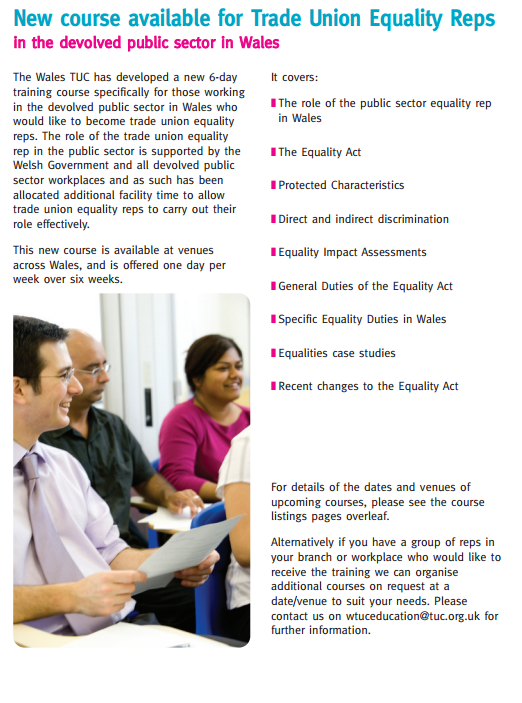 New course available for Trade Union Equality Reps
in the devolved public sector in Wales
The Wales TUC has developed a new 6-day
training course specifically for those working
in the devolved public sector in Wales who
would like to become trade union equality
reps. The role of the trade union equality
rep in the public sector is supported by the
Welsh Government and all devolved public
sector workplaces and as such has been
allocated additional facility time to allow
trade union equality reps to carry out their
role effectively.
This new course is available at venues
across Wales, and is offered one day per
week over six weeks.
It covers:
The role of the public sector equality rep
in Wales
The Equality Act
Protected Characteristics
Direct and indirect discrimination
Equality Impact Assessments
General Duties of the Equality Act
Specific Equality Duties in Wales
Equalities case studies
Recent changes to the Equality Act
For details of the dates and venues of
upcoming courses, please see the course
listings pages overleaf.
Alternatively if you have a group of reps in
your branch or workplace who would like to
receive the training we can organise
additional courses on request at a
date/venue to suit your needs. Please
contact us on wtuceducation@tuc.org.uk for
further information.